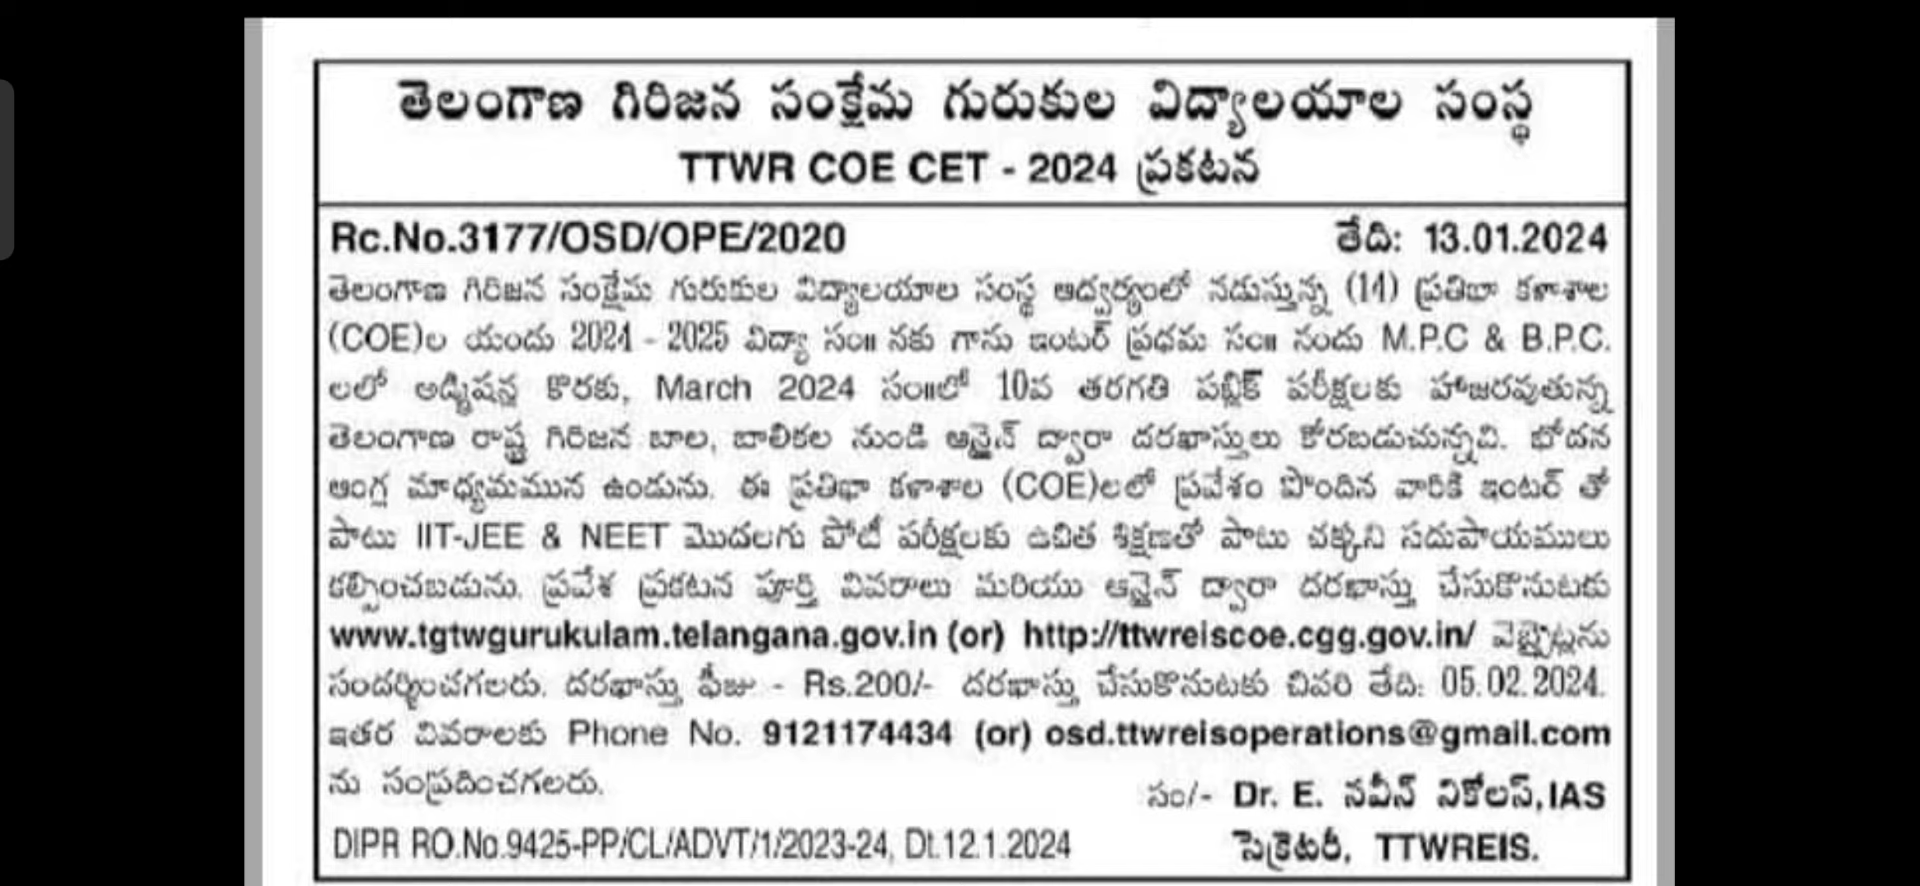 తెలంగాణ గిరిజన సంక్షేమ గురుకుల విద్యాలయాల సంస్థ
TTWR COE CET - 2024 ప్రకటన
Rc.No.3177/OSD/OPE/2020 తేది: 13.01.2024
తెలంగాణ గిరిజన సంక్షేమ గురుకుల విద్యాలయాల సంస్థ ఆద్వర్యంలో నడుస్తున్న (14) ప్రతిభా కళాశాల
(COE)ల యందు 2024 - 2025 విద్యా సం॥ నకు గాను ఇంటర్ ప్రధమ సం॥ నందు M.P.C & B.P.C.
లలో అడ్మిషన్ల కొరకు, March 2024 సం॥లో 10వ తరగతి పబ్లిక్ పరీక్షలకు హాజరవుతున్న
తెలంగాణ రాష్ట్ర గిరిజన బాల, బాలికల నుండి ఆన్లైన్ ద్వారా దరఖాస్తులు కోరబడుచున్నవి. భోదన
ఆంగ్ల మాధ్యమమున ఉండును. ఈ ప్రతిభా కళాశాల (COE)లలో ప్రవేశం పొందిన వారికి ఇంటర్ తో
పాటు IIT-JEE & NEET మొదలగు పోటీ పరీక్షలకు ఉచిత శిక్షణతో పాటు చక్కని సదుపాయములు
కల్పించబడును. ప్రవేశ ప్రకటన పూర్తి వివరాలు మరియు ఆన్లైన్ ద్వారా దరఖాస్తు చేసుకొనుటకు
www.tgtwgurukulam.telangana.gov.in (or) http://ttwreiscoe.cgg.gov.in/ వెబ్సైట్లను
సందర్శించగలరు. దరఖాస్తు ఫీజు - Rs.200/- దరఖాస్తు చేసుకొనుటకు చివరి తేది: 05.02.2024.
ఇతర వివరాలకు Phone No. 9121174434 (or) osd.ttwreisoperations@gmail.com
ను సంప్రదించగలరు.
సం/- Dr. E. నవీన్ నికోలస్, IAS
DIPR RO.No.9425-PP/CL/ADVT/1/2023-24, Dt.12.1.2024 సెక్రెటరీ, TTWREIS.